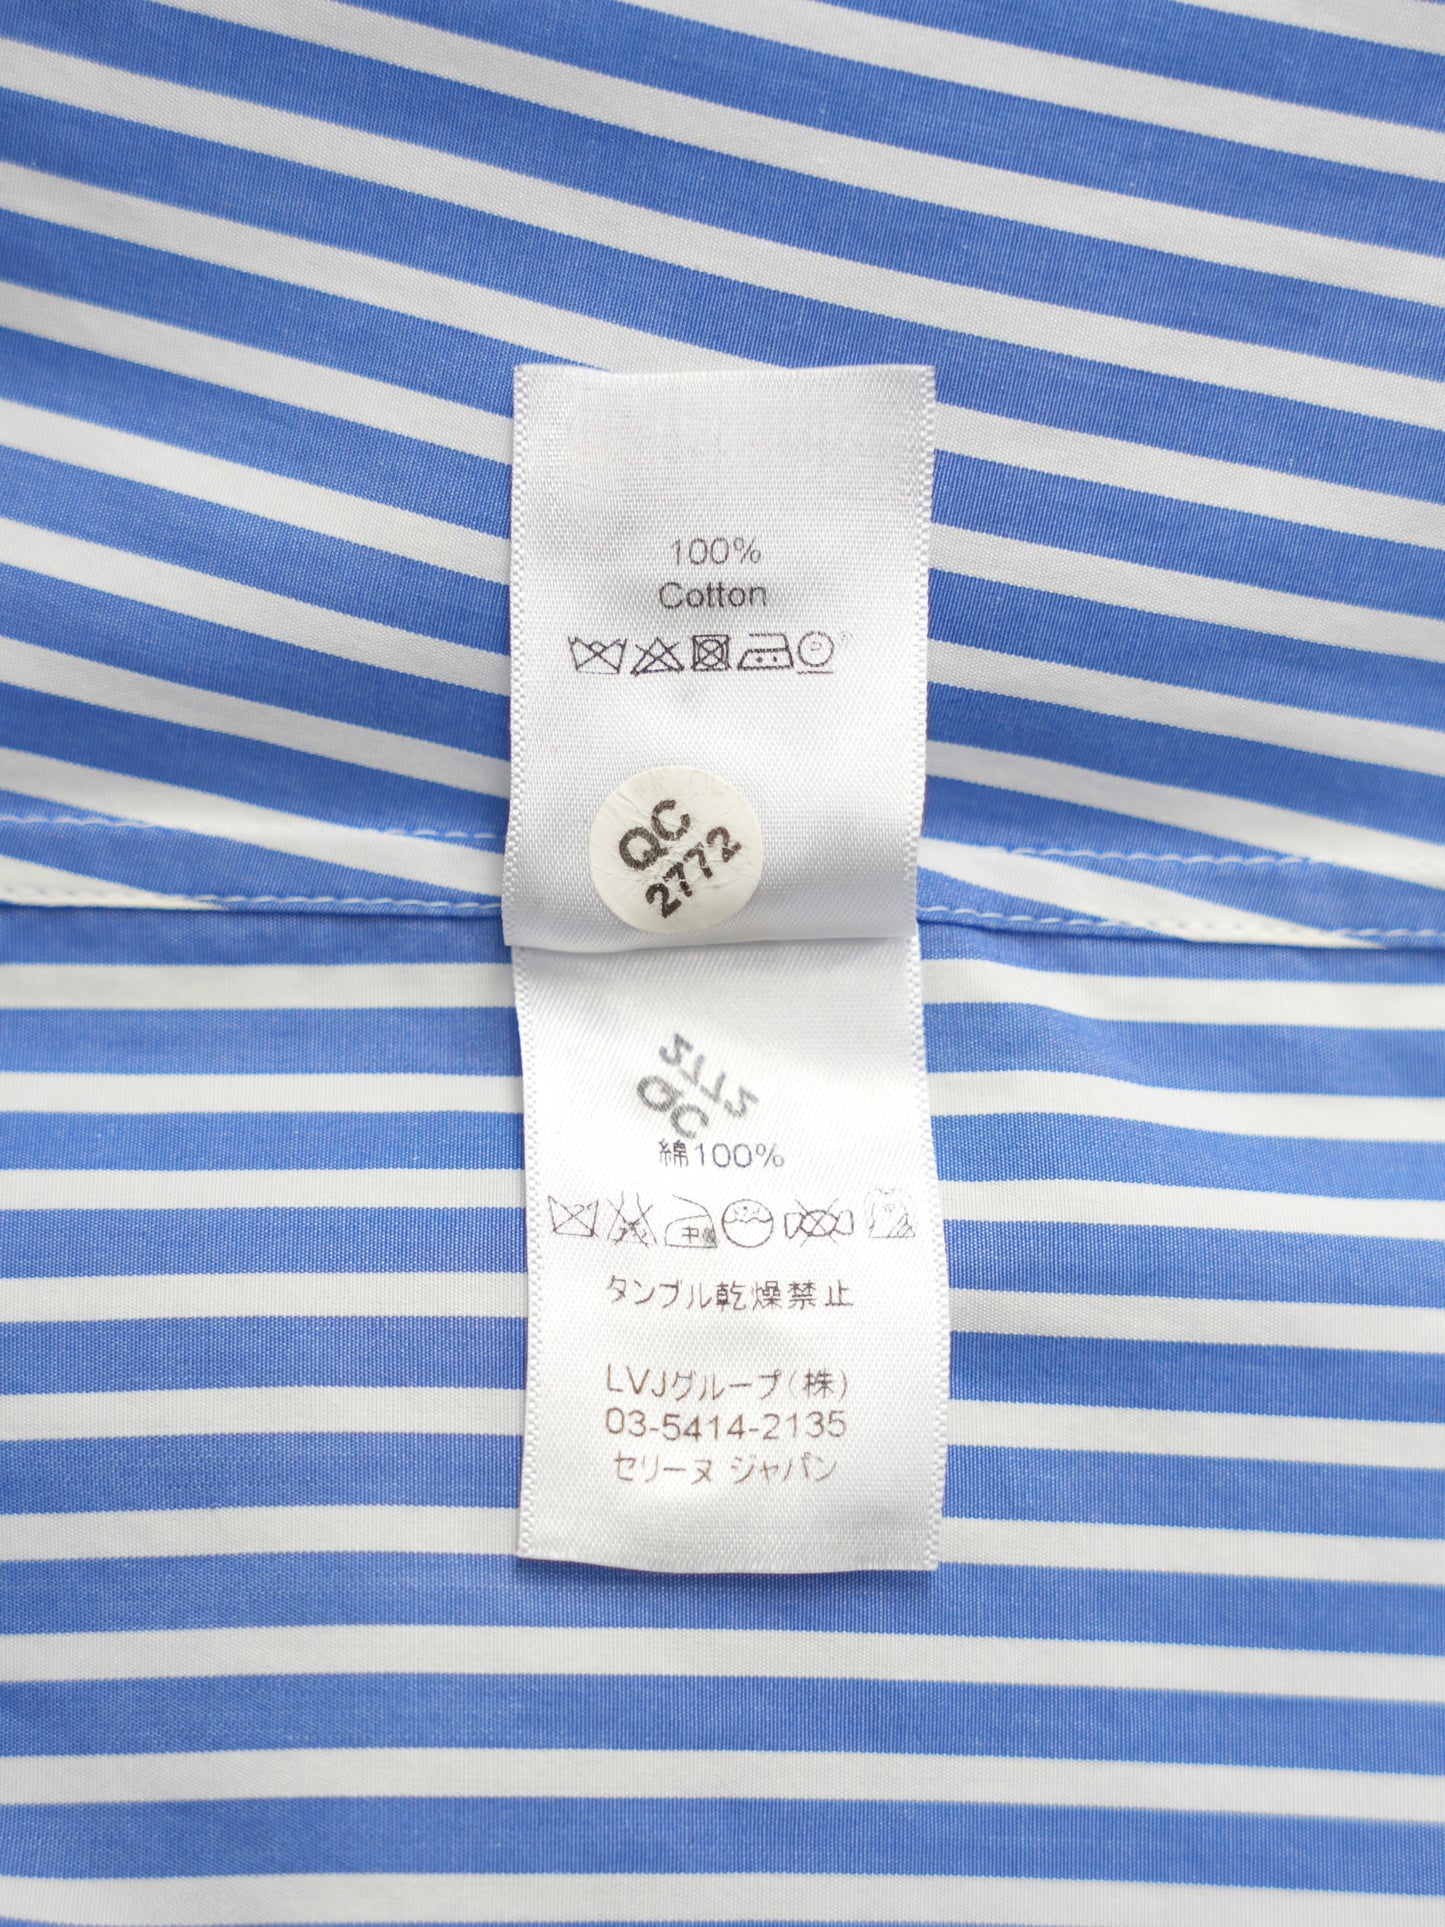 100%
Cotton
P
®
QC
2772
2772
QC
綿100%
中
タンブル乾燥禁止
LVJグループ(株)
03-5414-2135
セリーヌ ジャパン